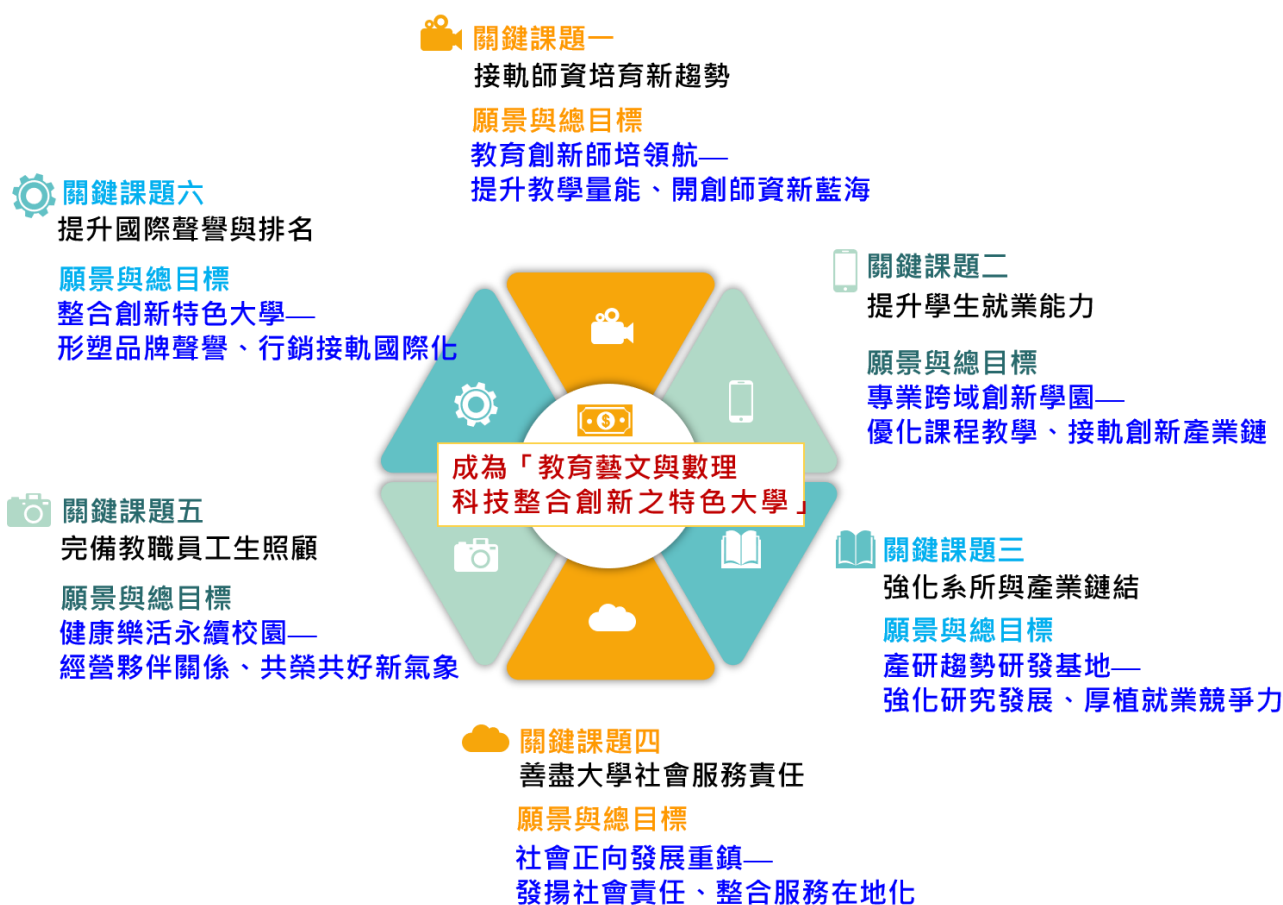 關鍵課題一
接軌師資培育新趨勢
願景與總目標
教育創新師培領航—
提升教學量能、開創師資新藍海
關鍵課題二
提升學生就業能力
願景與總目標
專業跨域創新學園—
優化課程教學、接軌創新產業鏈
關鍵課題三
強化系所與產業鏈結
願景與總目標
產研趨勢研發基地—
強化研究發展、厚植就業競爭力
關鍵課題四
善盡大學社會服務責任
願景與總目標
社會正向發展重鎮—
發揚社會責任、整合服務在地化
關鍵課題五
完備教職員工生照顧
願景與總目標
健康樂活永續校園—
經營夥伴關係、共榮共好新氣象
關鍵課題六
提升國際聲譽與排名
願景與總目標
整合創新特色大學—
形塑品牌聲譽、行銷接軌國際化
$
成為「教育藝文與數理
科技整合創新之特色大學」